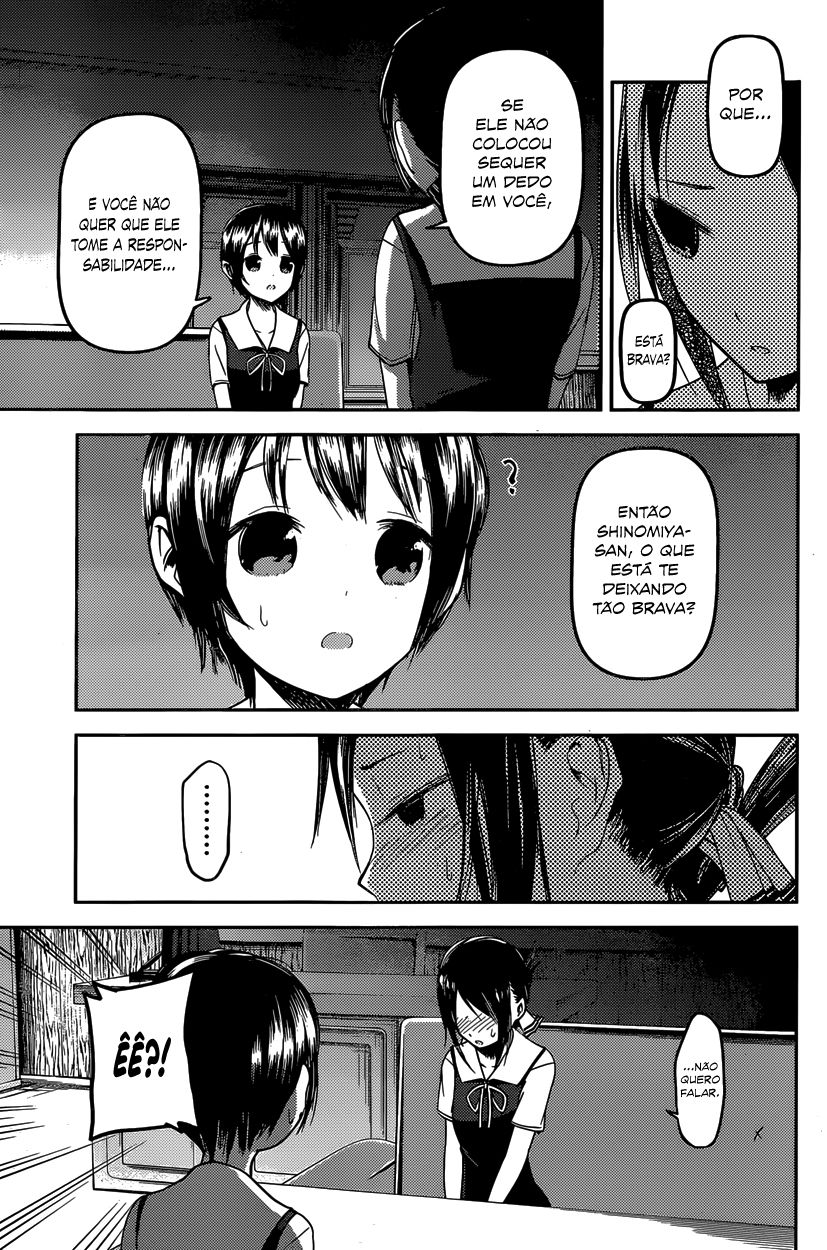 POR
QUE...
ESTÁ
BRAVA?
SE
ELE NÃO
COLOCOU
SEQUER
UM DEDO
EM VOCÊ,
E VOCÊ NÃO
QUER QUE ELE
TOME A RESPON-
SABILIDADE...
?
ENTÃO
SHINOMIYA-
SAN, O QUE
ESTÁ TE
DEIXANDO
TÃO BRAVA?
........
...NÃO
QUERO
FALAR.
ÊÊ?!